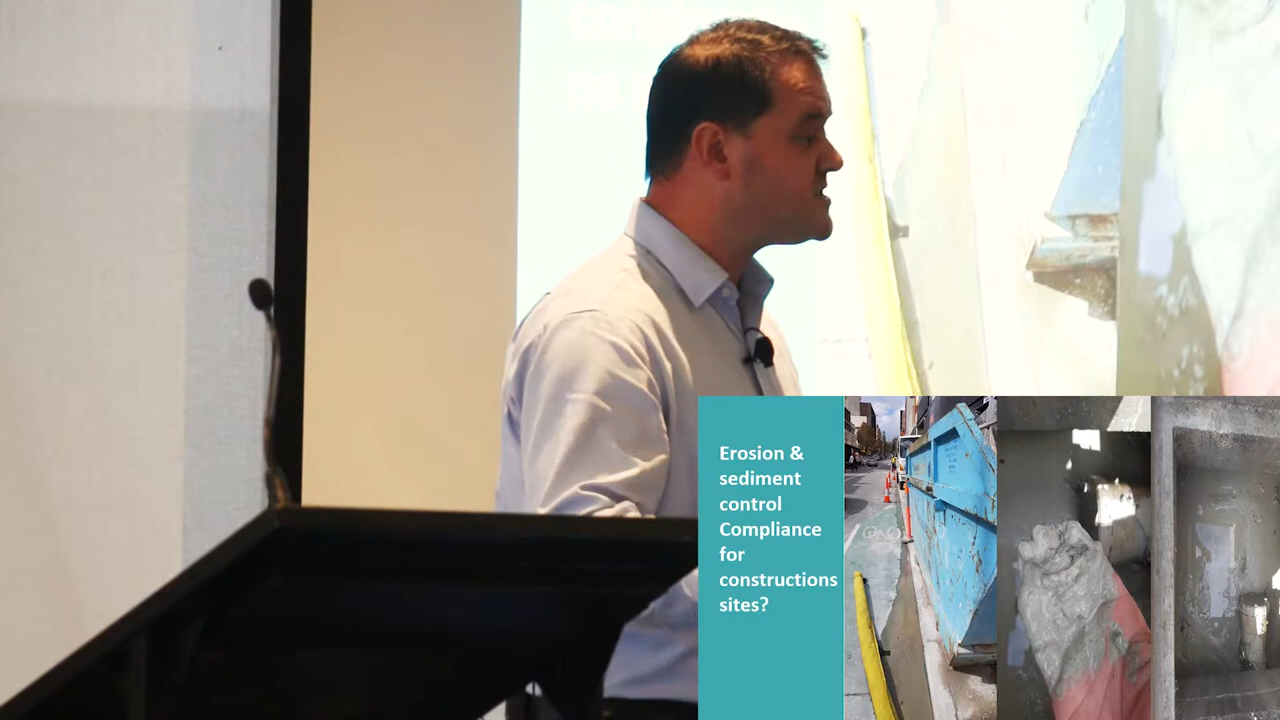 Erosion &
sediment
control
Compliance
for
constructions
sites?